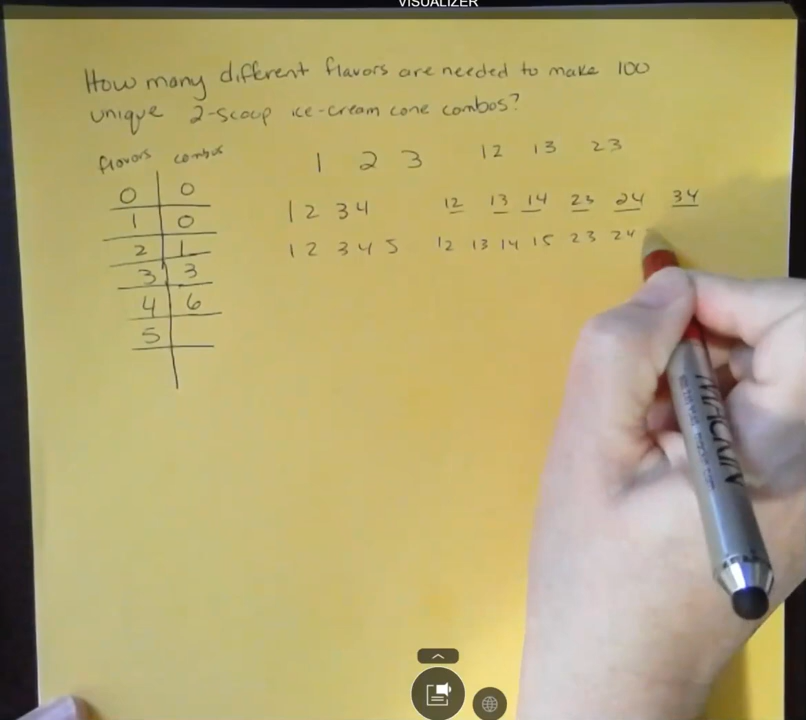 VISUALIZER
How many different flavors are needed to make 100
unique 2-scoop ice-cream cone combos?
flavors combos
0 0
1 0
2 1
3 3
4 6
5
1 2 3 12 13 23
1 2 3 4 12 13 14 23 24 34
1 2 3 4 5 12 13 14 15 23 24